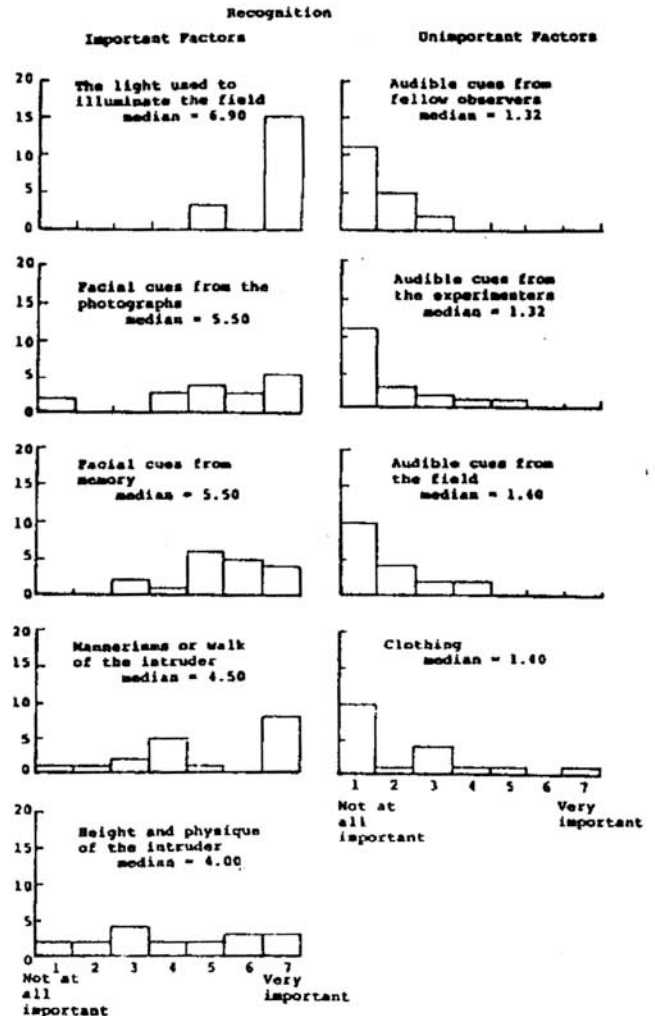 Recognition
Important Factors
Unimportant Factors
20
15
10
5
0
The light used to
illuminate the field
median = 6.90
Audible cues from
fellow observers
median = 1.32
20
15
10
5
0
Facial cues from the
photographs
median = 5.50
Audible cues from
the experimenters
median = 1.32
20
15
10
5
0
Facial cues from
memory
median = 5.50
Audible cues from
the field
median = 1.40
20
15
10
5
0
Mannerisms or walk
of the intruder
median = 4.50
Clothing
median = 1.40
1 2 3 4 5 6 7
Not at
all
important
Very
important
20
15
10
5
0
Height and physique
of the intruder
median = 4.00
1 2 3 4 5 6 7
Not at
all
important
Very
important